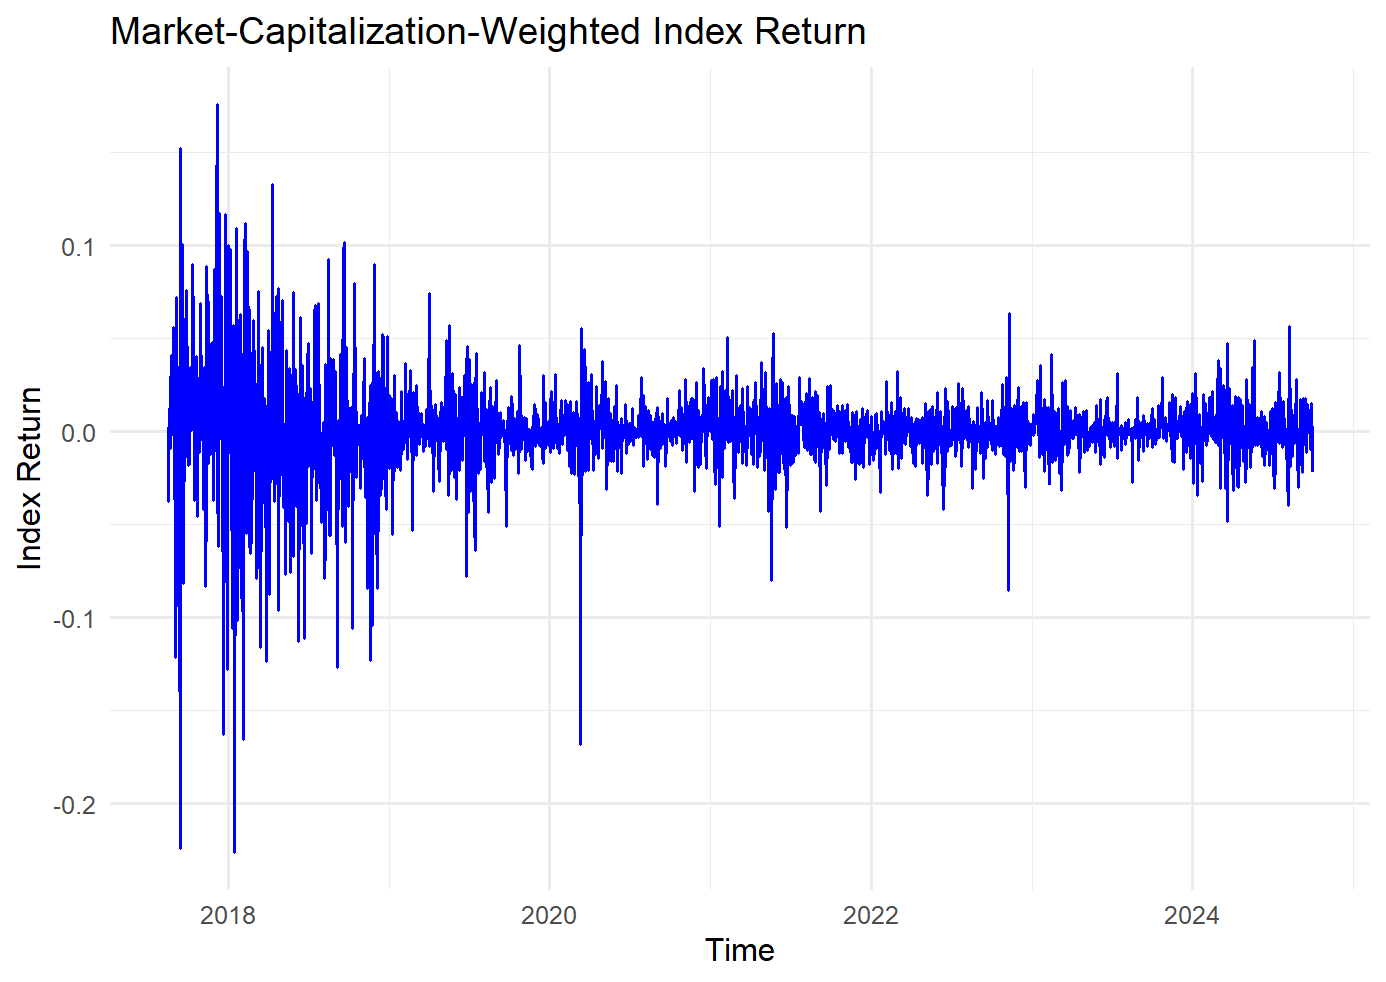 Market-Capitalization-Weighted Index Return
0.1
0.0
-0.1
-0.2
Index Return
2018 2020 2022 2024
Time